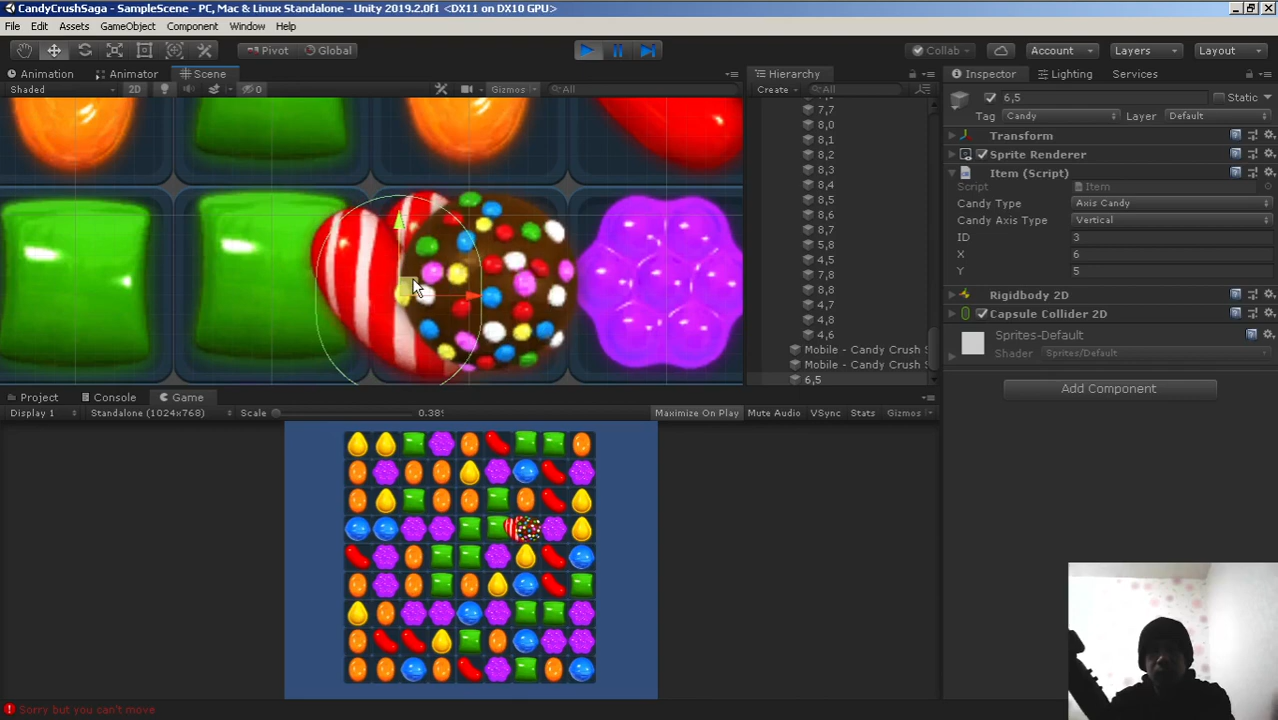 CandyCrushSaga - SampleScene - PC, Mac & Linux Standalone - Unity 2019.2.0f1 <DX11 on DX10 GPU>
File Edit Assets GameObject Component Window Help
Pivot Global Collab Account Layers Layout
Animation Animator Scene
Shaded 2D 0 Gizmos All
Hierarchy
Create All
7,7
8,0
8,1
8,2
8,3
8,4
8,5
8,6
8,7
5,8
4,5
7,8
8,8
4,7
4,8
4,6
Mobile - Candy Crush S
Mobile - Candy Crush S
6,5
Inspector Lighting Services
6,5 Static
Tag Candy Layer Default
Transform
Sprite Renderer
Item (Script)
Script Item
Candy Type Axis Candy
Candy Axis Type Vertical
ID 3
X 6
Y 5
Rigidbody 2D
Capsule Collider 2D
Sprites-Default
Shader Sprites/Default
Add Component
Project Console Game
Display 1 Standalone (1024x768) Scale 0.38 Maximize On Play Mute Audio VSync Stats Gizmos
Sorry but you can't move